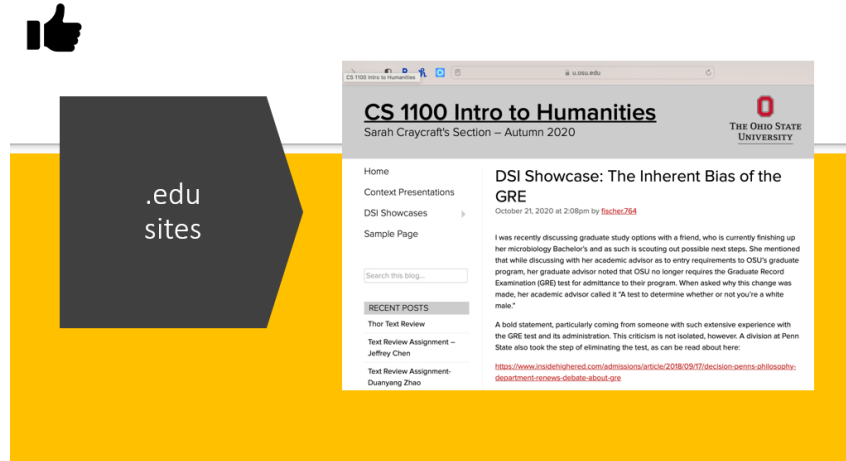 .edu
sites
CS 1100 Intro to Humanities
u.osu.edu
CS 1100 Intro to Humanities
Sarah Craycraft's Section – Autumn 2020
THE OHIO STATE
UNIVERSITY
Home
Context Presentations
DSI Showcases
Sample Page
Search this blog...
RECENT POSTS
Thor Text Review
Text Review Assignment –
Jeffrey Chen
Text Review Assignment-
Duanyang Zhao
DSI Showcase: The Inherent Bias of the
GRE
October 21, 2020 at 2:08pm by fischer.764
I was recently discussing graduate study options with a friend, who is currently finishing up
her microbiology Bachelor's and as such is scouting out possible next steps. She mentioned
that while discussing with her academic advisor as to entry requirements to OSU's graduate
program, her graduate advisor noted that OSU no longer requires the Graduate Record
Examination (GRE) test for admittance to their program. When asked why this change was
made, her academic advisor called it "A test to determine whether or not you're a white
male."
A bold statement, particularly coming from someone with such extensive experience with
the GRE test and its administration. This criticism is not isolated, however. A division at Penn
State also took the step of eliminating the test, as can be read about here:
https://www.insidehighered.com/admissions/article/2018/09/17/decision-penns-philosophy-
department-renews-debate-about-gre